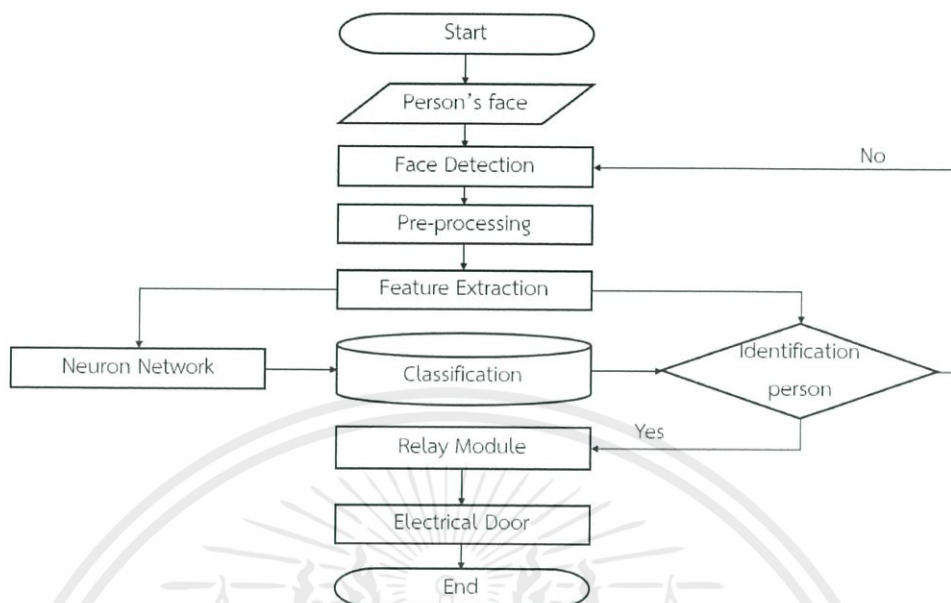 Start
Person's face
Face Detection
No
Pre-processing
Feature Extraction
Neuron Network
Classification
Identification
person
Yes
Relay Module
Electrical Door
End